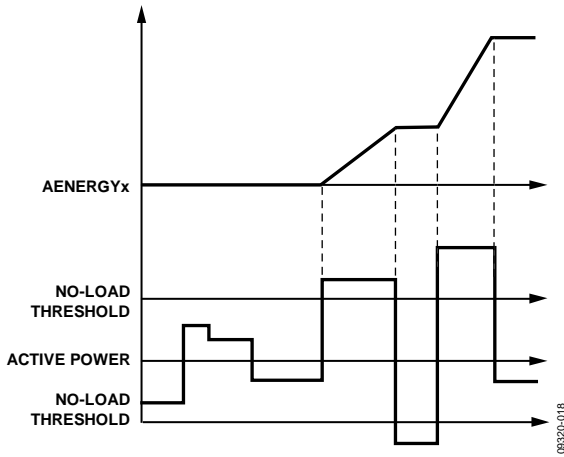 AENERGYx
NO-LOAD
THRESHOLD
ACTIVE POWER
NO-LOAD
THRESHOLD
09320-018